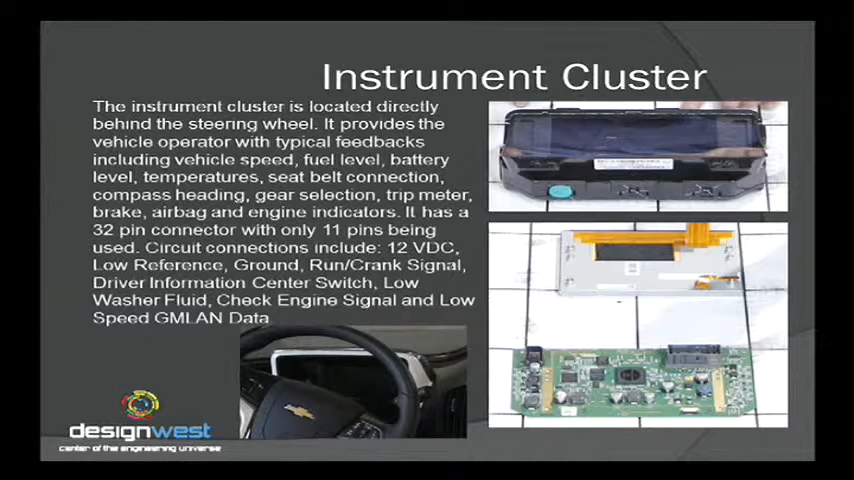 Instrument Cluster
The instrument cluster is located directly
behind the steering wheel. It provides the
vehicle operator with typical feedbacks
including vehicle speed, fuel level, battery
level, temperatures, seat belt connection,
compass heading, gear selection, trip meter,
brake, airbag and engine indicators. It has a
32 pin connector with only 11 pins being
used. Circuit connections include: 12 VDC,
Low Reference, Ground, Run/Crank Signal,
Driver Information Center Switch, Low
Washer Fluid, Check Engine Signal and Low
Speed GMLAN Data
designwest
center of the engineering universe